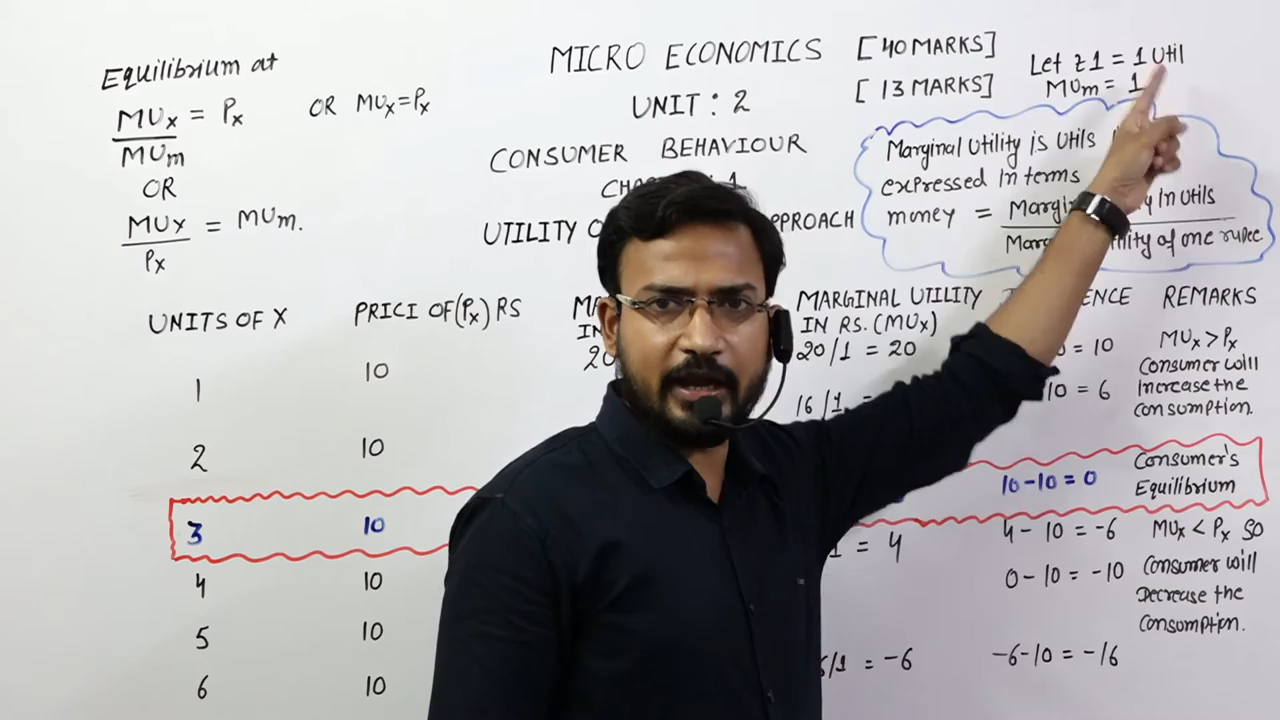 Equilibrium at
MUx = Px OR MUx = Px
MUm
OR
MUx = MUm.
Px
MICRO ECONOMICS [40 MARKS]
UNIT : 2 [13 MARKS]
CONSUMER BEHAVIOUR
1
UTILITY APPROACH
Let ₹1 = 1 Util
MUm = 1
Marginal Utility is Utils
expressed in terms
money = in Utils
of one rupee
UNITS OF X PRICE OF (Px) RS MARGINAL UTILITY REMARKS
IN RS. (MUx)
1 10 20 20/1 = 20 = 10 MUx > Px
Consumer will
increase the
consumption.
2 10 16/1 10 = 6
3 10 10-10 = 0 Consumer's
Equilibrium
4 10 1 = 4 4 - 10 = -6 MUx < Px so
Consumer will
Decrease the
Consumption.
5 10 0 - 10 = -10
6 10 6/1 = -6 -6-10 = -16